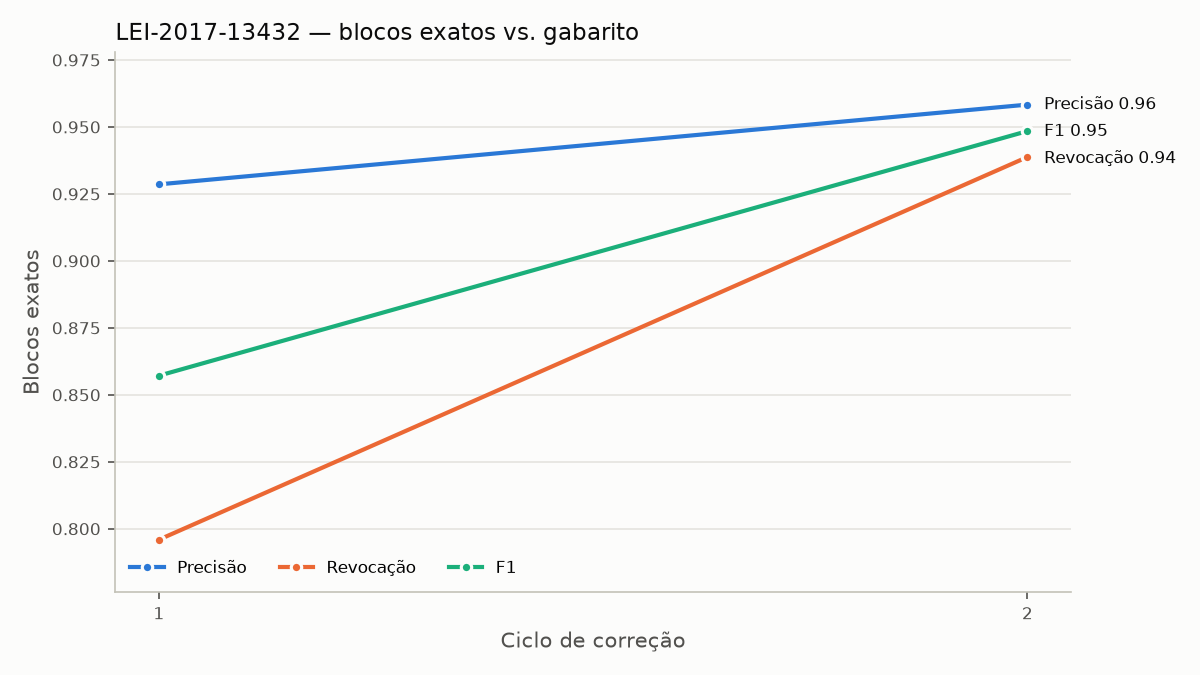 LEI-2017-13432 — blocos exatos vs. gabarito
0.975
0.950
0.925
0.900
0.875
0.850
0.825
0.800
Blocos exatos
Precisão 0.96
F1 0.95
Revocação 0.94
Precisão
Revocação
F1
1
2
Ciclo de correção